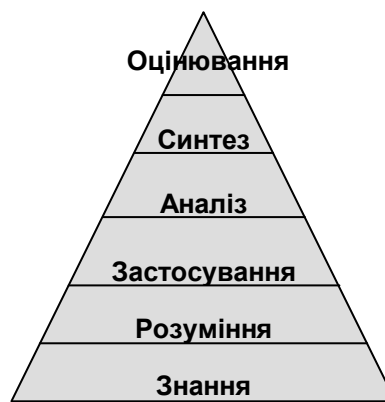 Оцінювання
Синтез
Аналіз
Застосування
Розуміння
Знання